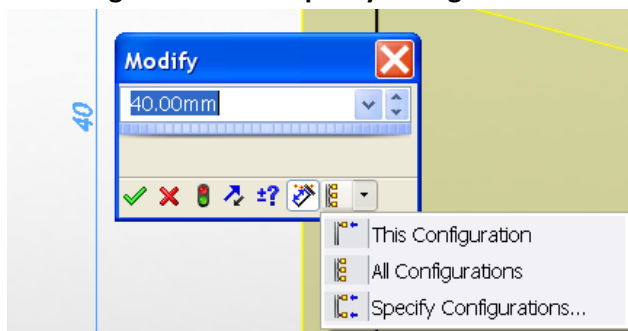 Modify
40.00mm
40
±?
This Configuration
All Configurations
Specify Configurations...